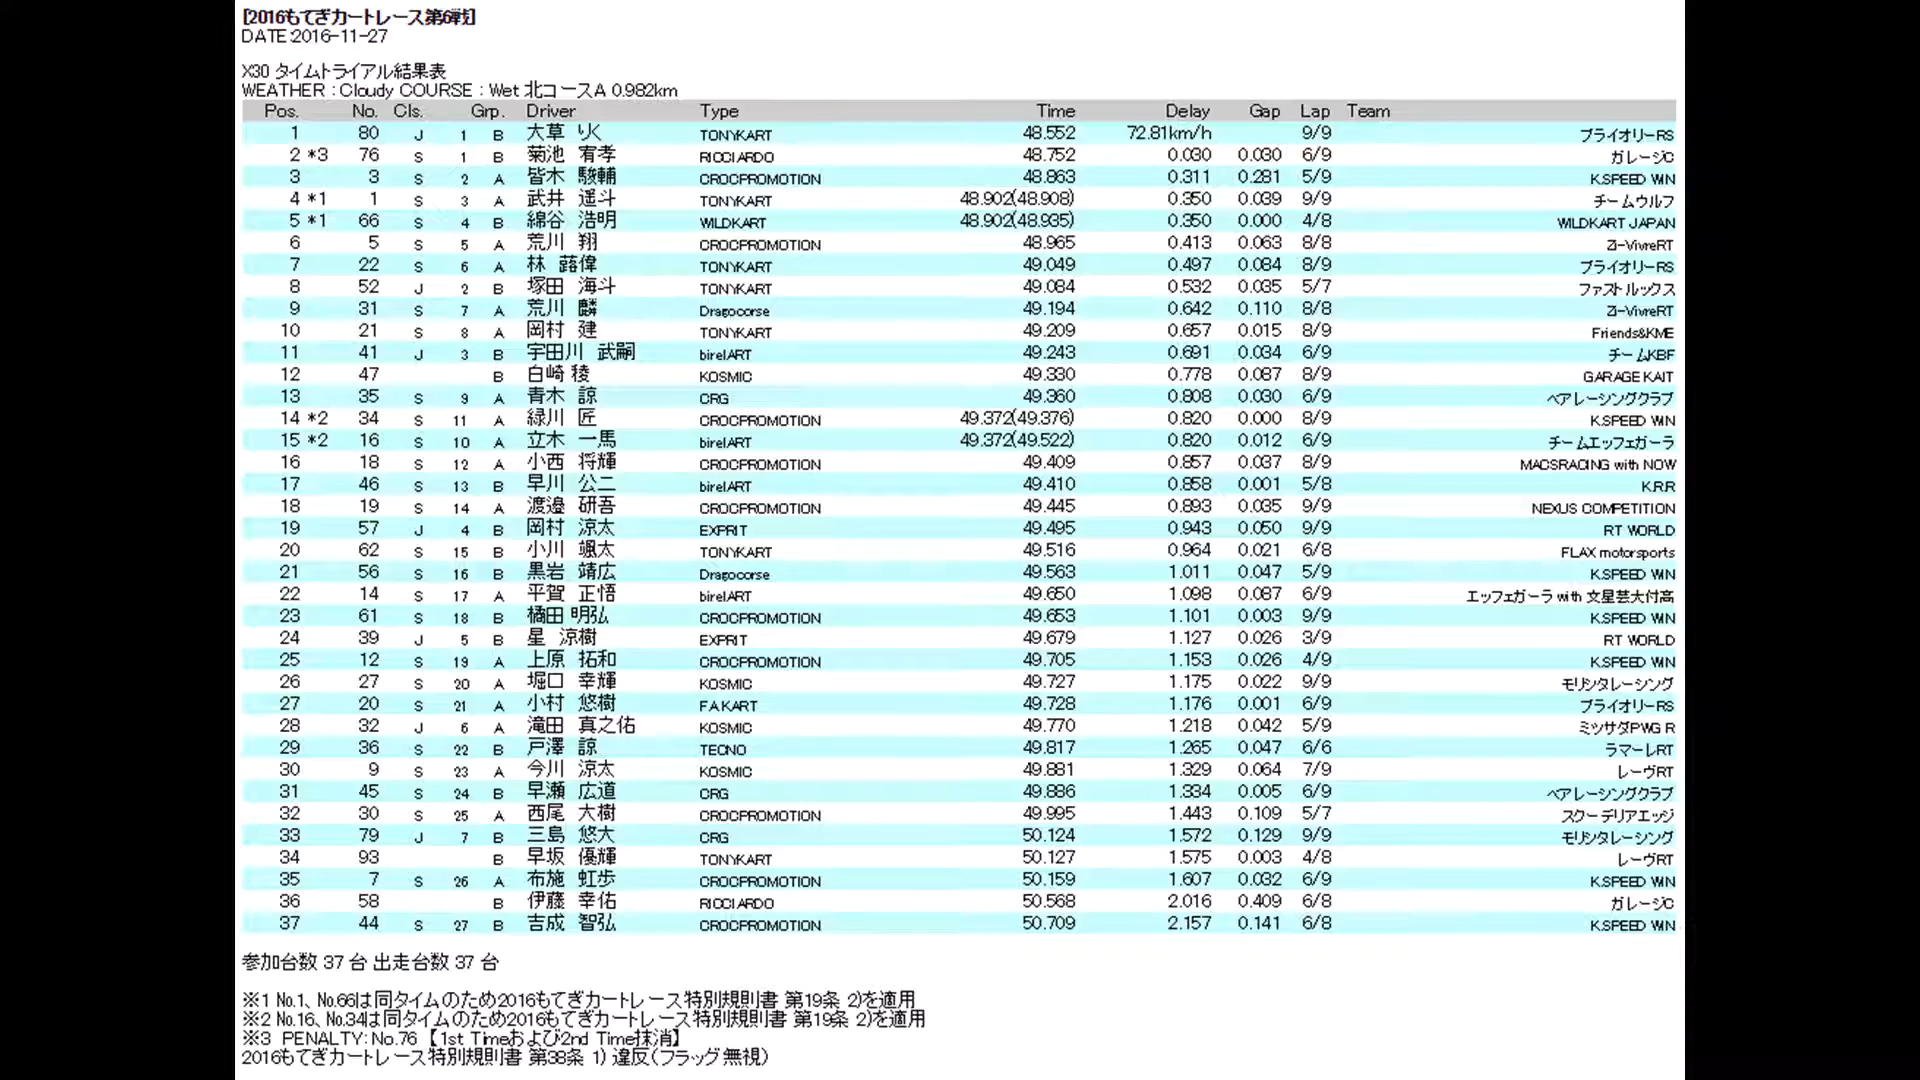 [2016もてぎカートレース第6戦]
DATE:2016-11-27
X30 タイムトライアル結果表
WEATHER : Cloudy COURSE : Wet 北コースA 0.982km
Pos. No. Cls. Grp. Driver Type Time Delay Gap Lap Team
1 80 J 1 B 大草 りく TONYKART 48.552 72.81km/h 9/9 ブライオリーRS
2 *3 76 S 1 B 菊池 宥孝 RICCIARDO 48.752 0.030 0.030 6/9 ガレージC
3 3 S 2 A 皆木 駿輔 CROCPROMOTION 48.863 0.311 0.281 5/9 K.SPEED WIN
4 *1 1 S 3 A 武井 遥斗 TONYKART 48.902(48.908) 0.350 0.039 9/9 チームウルフ
5 *1 66 S 4 B 綿谷 浩明 WILDKART 48.902(48.935) 0.350 0.000 4/8 WILDKART JAPAN
6 5 S 5 A 荒川 翔 CROCPROMOTION 48.965 0.413 0.063 8/8 Zi-VivreRT
7 22 S 6 A 林 蕗偉 TONYKART 49.049 0.497 0.084 8/9 ブライオリーRS
8 52 J 2 B 塚田 海斗 TONYKART 49.084 0.532 0.035 5/7 ファストルックス
9 31 S 7 A 荒川 麟 Dragocorse 49.194 0.642 0.110 8/8 Zi-VivreRT
10 21 S 8 A 岡村 建 TONYKART 49.209 0.657 0.015 8/9 Friends&KME
11 41 J 3 B 宇田川 武嗣 birelART 49.243 0.691 0.034 6/9 チームKBF
12 47 B 白崎 稜 KOSMIC 49.330 0.778 0.087 8/9 GARAGE KAIT
13 35 S 9 A 青木 諒 CRG 49.360 0.808 0.030 6/9 ベアレーシングクラブ
14 *2 34 S 11 A 緑川 匠 CROCPROMOTION 49.372(49.376) 0.820 0.000 8/9 K.SPEED WIN
15 *2 16 S 10 A 立木 一馬 birelART 49.372(49.522) 0.820 0.012 6/9 チームエッフェガーラ
16 18 S 12 A 小西 将輝 CROCPROMOTION 49.409 0.857 0.037 8/9 MACSRACING with NOW
17 46 S 13 B 早川 公二 birelART 49.410 0.858 0.001 5/8 KRR
18 19 S 14 A 渡邉 研吾 CROCPROMOTION 49.445 0.893 0.035 9/9 NEXUS COMPETITION
19 57 J 4 B 岡村 涼太 EXPRIT 49.495 0.943 0.050 9/9 RT WORLD
20 62 S 15 B 小川 颯太 TONYKART 49.516 0.964 0.021 6/8 FLAX motorsports
21 56 S 16 B 黒岩 靖広 Dragocorse 49.563 1.011 0.047 5/9 K.SPEED WIN
22 14 S 17 A 平賀 正悟 birelART 49.650 1.098 0.087 6/9 エッフェガーラ with 文星芸大付高
23 61 S 18 B 橘田 明弘 CROCPROMOTION 49.653 1.101 0.003 9/9 K.SPEED WIN
24 39 J 5 B 星 涼樹 EXPRIT 49.679 1.127 0.026 3/9 RT WORLD
25 12 S 19 A 上原 拓和 CROCPROMOTION 49.705 1.153 0.026 4/9 K.SPEED WIN
26 27 S 20 A 堀口 幸輝 KOSMIC 49.727 1.175 0.022 9/9 モリシタレーシング
27 20 S 21 A 小村 悠樹 FA KART 49.728 1.176 0.001 6/9 ブライオリーRS
28 32 J 6 A 滝田 真之佑 KOSMIC 49.770 1.218 0.042 5/9 ミツサダPWG R
29 36 S 22 B 戸澤 諒 TECNO 49.817 1.265 0.047 6/6 ラマーレRT
30 9 S 23 A 今川 涼太 KOSMIC 49.881 1.329 0.064 7/9 レーヴRT
31 45 S 24 B 早瀬 広道 CRG 49.886 1.334 0.005 6/9 ベアレーシングクラブ
32 30 S 25 A 西尾 大樹 CROCPROMOTION 49.995 1.443 0.109 5/7 スクーデリアエッジ
33 79 J 7 B 三島 悠大 CRG 50.124 1.572 0.129 9/9 モリシタレーシング
34 93 B 早坂 優輝 TONYKART 50.127 1.575 0.003 4/8 レーヴRT
35 7 S 26 A 布施 虹歩 CROCPROMOTION 50.159 1.607 0.032 6/9 K.SPEED WIN
36 58 B 伊藤 幸佑 RICCIARDO 50.568 2.016 0.409 6/8 ガレージC
37 44 S 27 B 吉成 智弘 CROCPROMOTION 50.709 2.157 0.141 6/8 K.SPEED WIN
参加台数 37 台 出走台数 37 台
※1 No.1、No.66は同タイムのため2016もてぎカートレース特別規則書 第19条 2)を適用
※2 No.16、No.34は同タイムのため2016もてぎカートレース特別規則書 第19条 2)を適用
※3 PENALTY: No.76 【1st Timeおよび2nd Time抹消】
2016もてぎカートレース特別規則書 第38条 1) 違反(フラッグ無視)